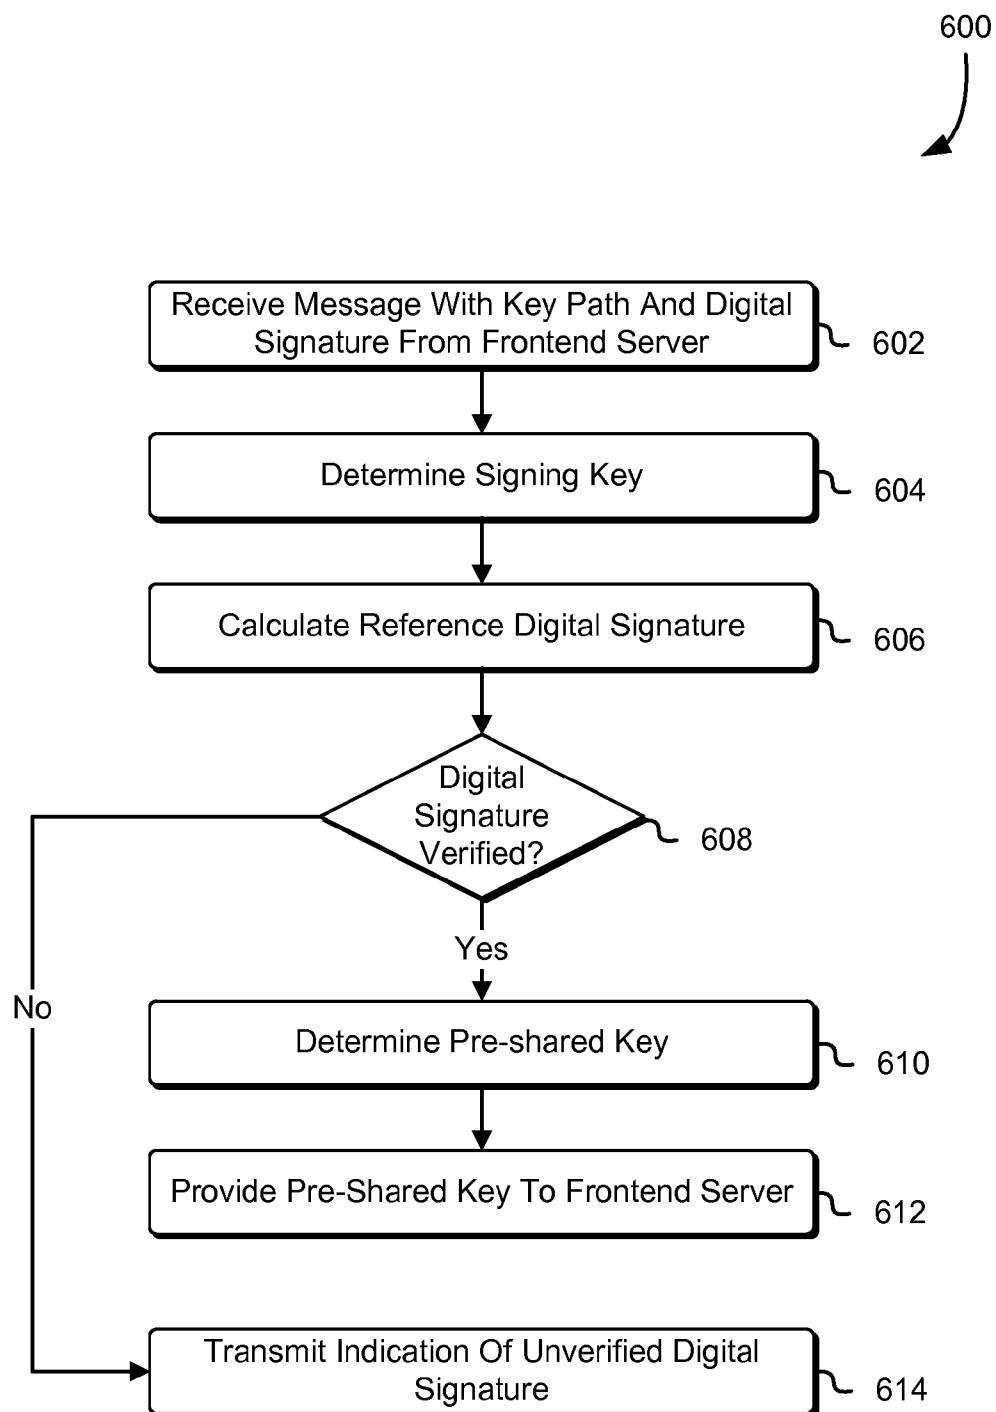 600
Receive Message With Key Path And Digital
Signature From Frontend Server
602
Determine Signing Key
604
Calculate Reference Digital Signature
606
Digital
Signature
Verified?
608
Yes
No
Determine Pre-shared Key
610
Provide Pre-Shared Key To Frontend Server
612
Transmit Indication Of Unverified Digital
Signature
614